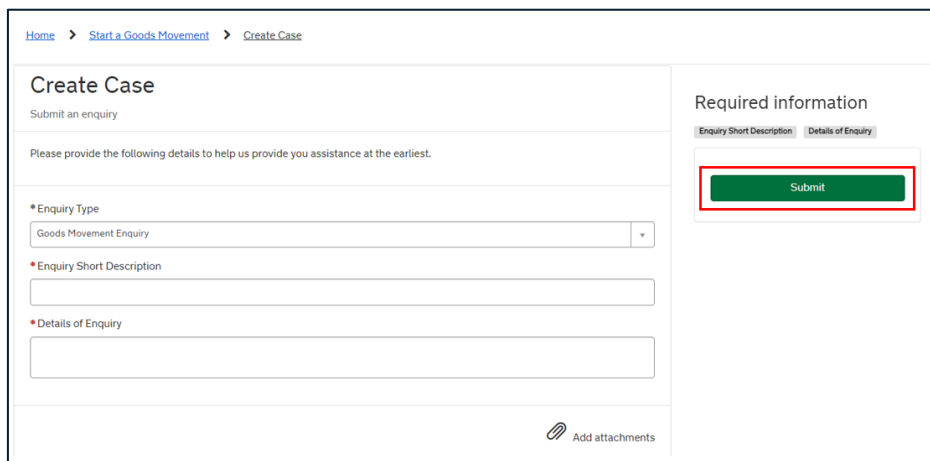 Home > Start a Goods Movement > Create Case
Create Case
Submit an enquiry
Please provide the following details to help us provide you assistance at the earliest.
*Enquiry Type
Goods Movement Enquiry
*Enquiry Short Description
*Details of Enquiry
Add attachments
Required information
Enquiry Short Description Details of Enquiry
Submit